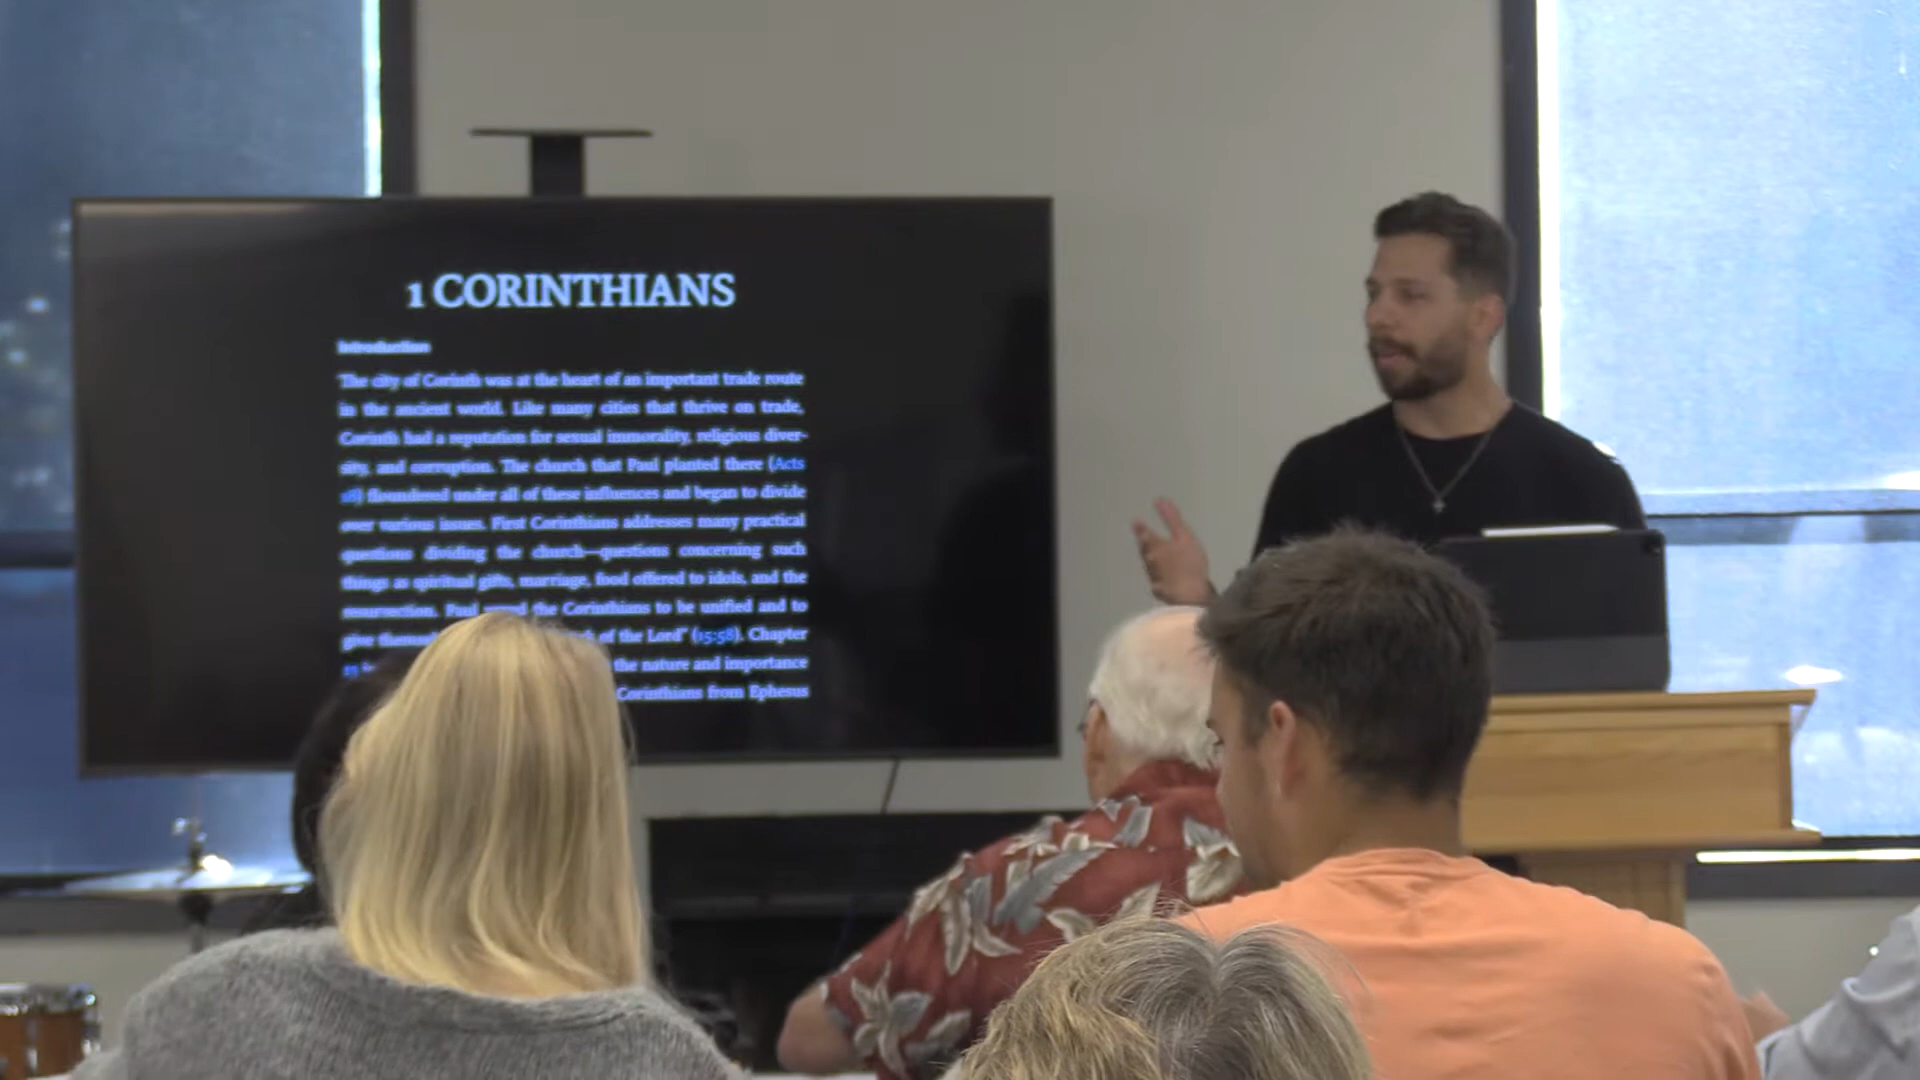 1 CORINTHIANS
Introduction
The city of Corinth was at the heart of an important trade route
in the ancient world. Like many cities that thrive on trade,
Corinth had a reputation for sexual immorality, religious diver-
sity, and corruption. The church that Paul planted there (Acts
18) floundered under all of these influences and began to divide
over various issues. First Corinthians addresses many practical
questions dividing the church—questions concerning such
things as spiritual gifts, marriage, food offered to idols, and the
resurrection. Paul the Corinthians to be unified and to
give of the Lord" (15:58). Chapter
the nature and importance
Corinthians from Ephesus